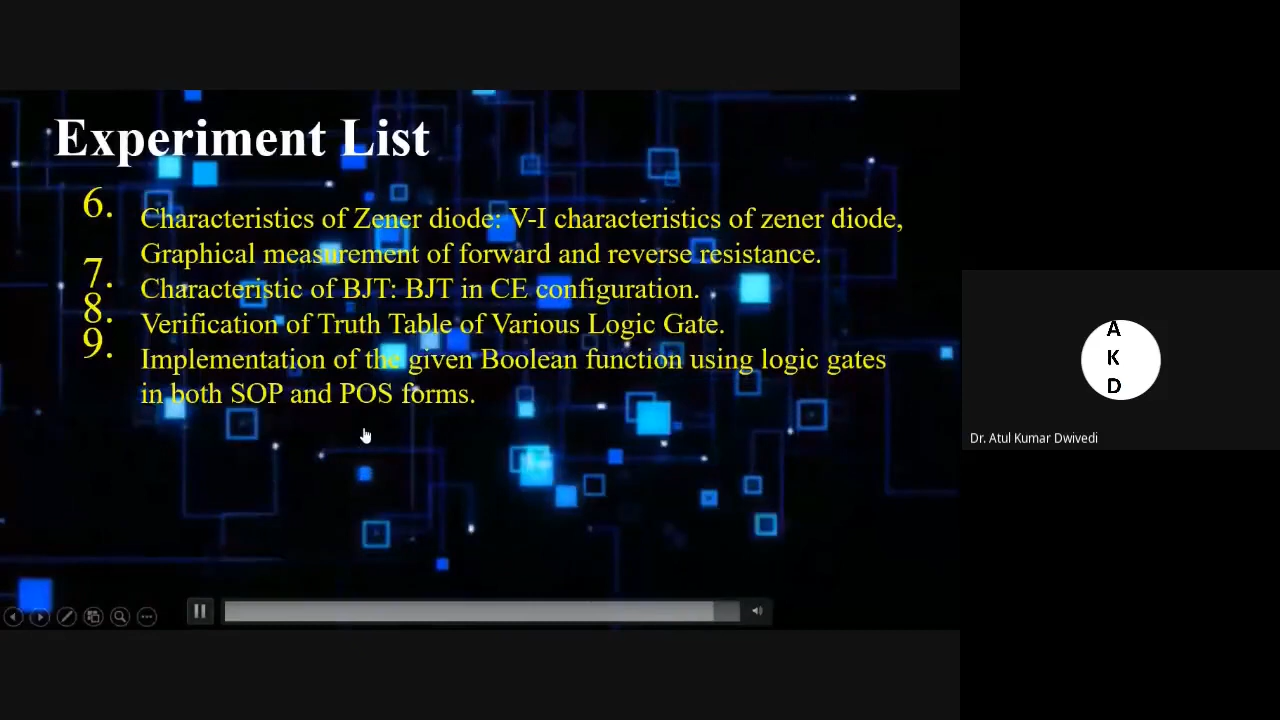 Experiment List
6. Characteristics of Zener diode: V-I characteristics of zener diode,
Graphical measurement of forward and reverse resistance.
7. Characteristic of BJT: BJT in CE configuration.
8. Verification of Truth Table of Various Logic Gate.
9. Implementation of the given Boolean function using logic gates
in both SOP and POS forms.
A
K
D
Dr. Atul Kumar Dwivedi